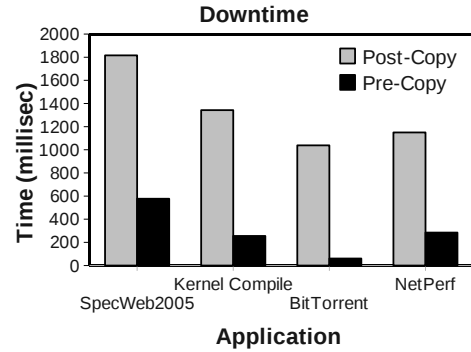 Downtime
Time (millisec)
2000
1800
1600
1400
1200
1000
800
600
400
200
0
Post-Copy
Pre-Copy
Kernel Compile
NetPerf
SpecWeb2005
BitTorrent
Application